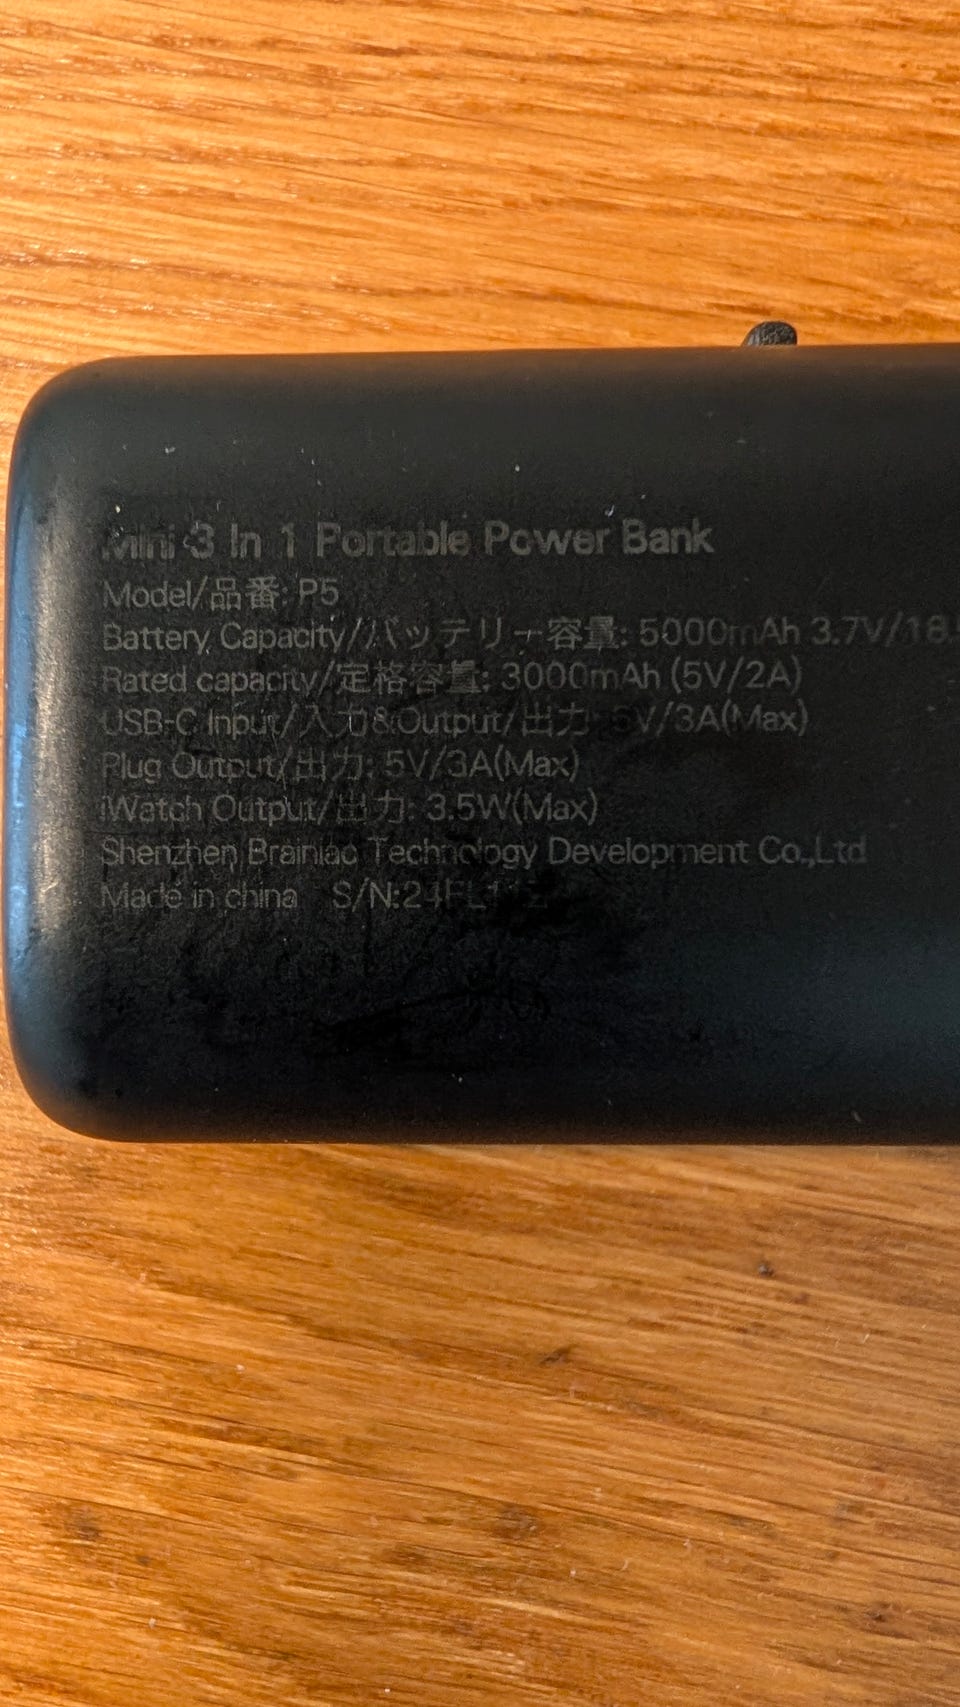 Mini 3 In 1 Portable Power Bank
Model/品番: P5
Battery Capacity/バッテリー容量: 5000mAh 3.7V/18.
Rated capacity/定格容量: 3000mAh (5V/2A)
USB-C Input/入力&Output/出力 5V/3A(Max)
Plug Output/出力: 5V/3A(Max)
iWatch Output/出力: 3.5W(Max)
Shenzhen Brainiao Technology Development Co.,Ltd
Made in china